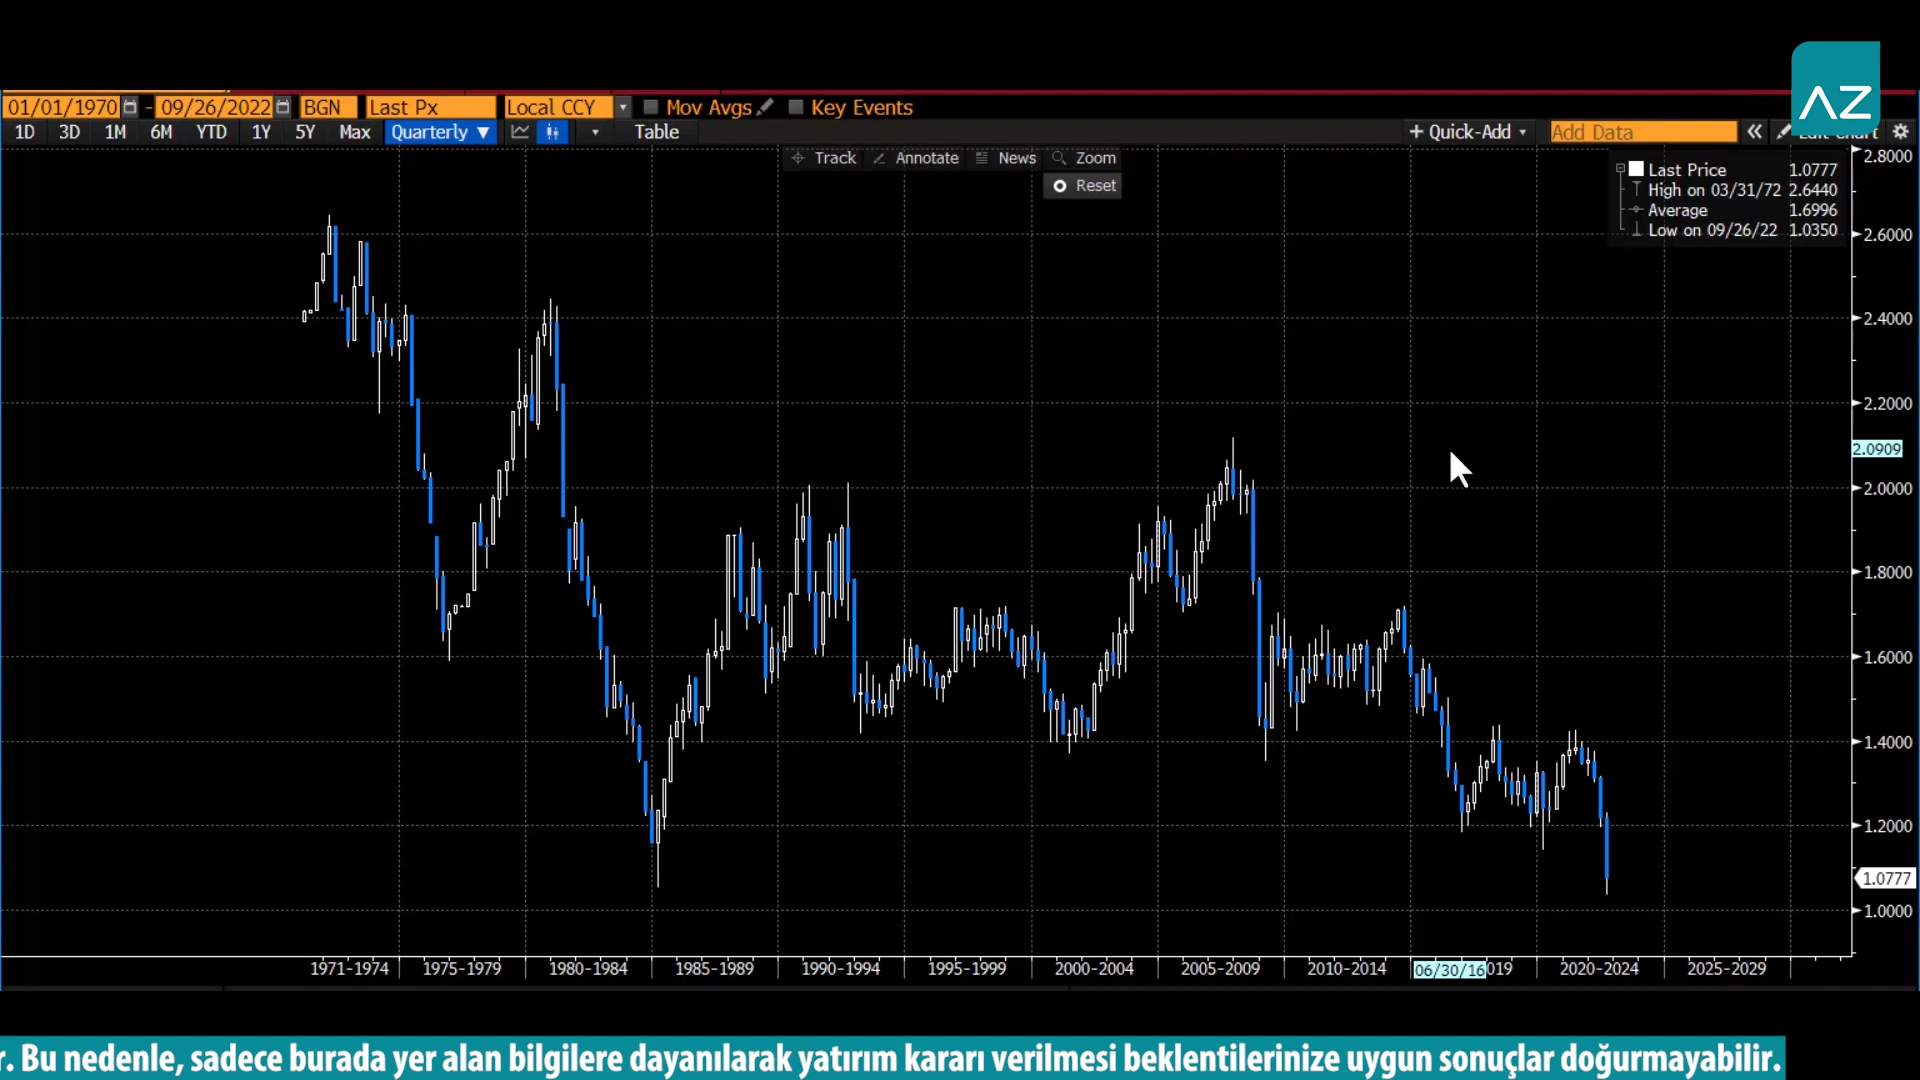 AZ
01/01/1970 - 09/26/2022 BGN Last Px Local CCY Mov Avgs Key Events
1D 3D 1M 6M YTD 1Y 5Y Max Quarterly ▼ Table + Quick-Add Add Data « Edit Chart
Track Annotate News Zoom
Reset
Last Price 1.0777
High on 03/31/72 2.6440
Average 1.6996
Low on 09/26/22 1.0350
2.8000
2.6000
2.4000
2.2000
2.0909
2.0000
1.8000
1.6000
1.4000
1.2000
1.0777
1.0000
1971-1974 1975-1979 1980-1984 1985-1989 1990-1994 1995-1999 2000-2004 2005-2009 2010-2014 06/30/16 019 2020-2024 2025-2029
r. Bu nedenle, sadece burada yer alan bilgilere dayanılarak yatırım kararı verilmesi beklentilerinize uygun sonuçlar doğurmayabilir.